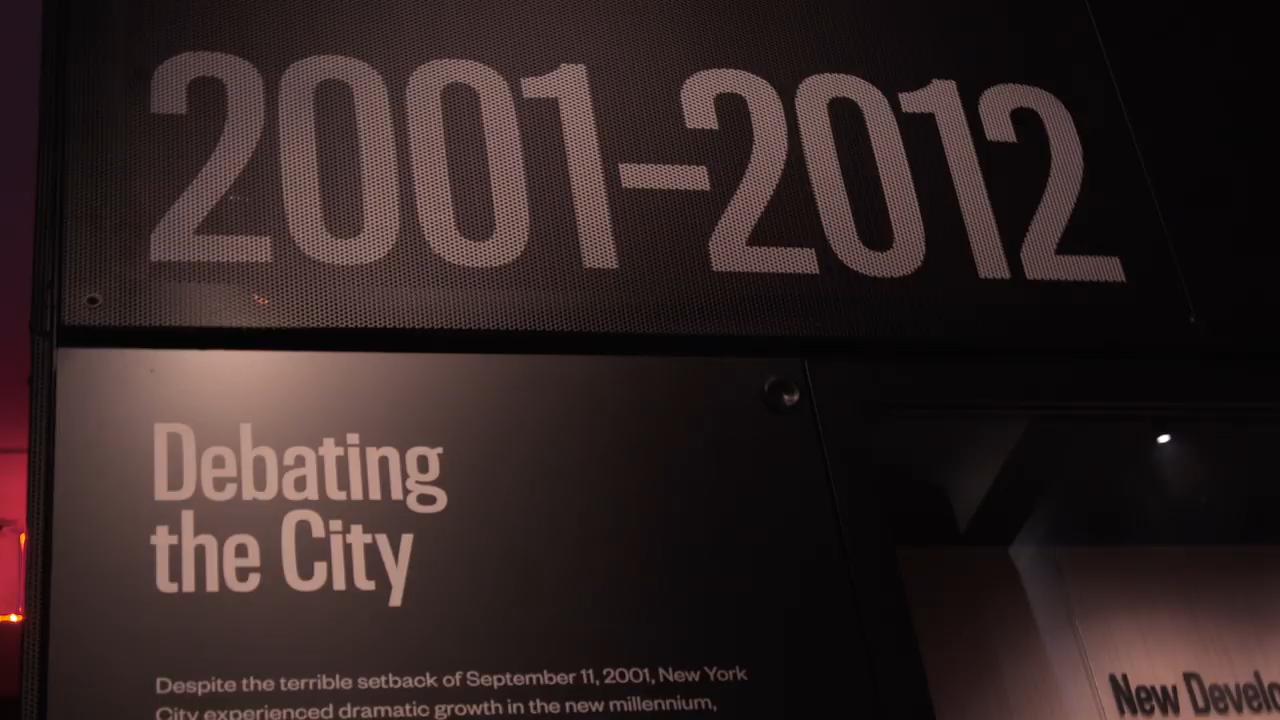 2001–2012
Debating
the City
Despite the terrible setback of September 11, 2001, New York
City experienced dramatic growth in the new millennium,
New